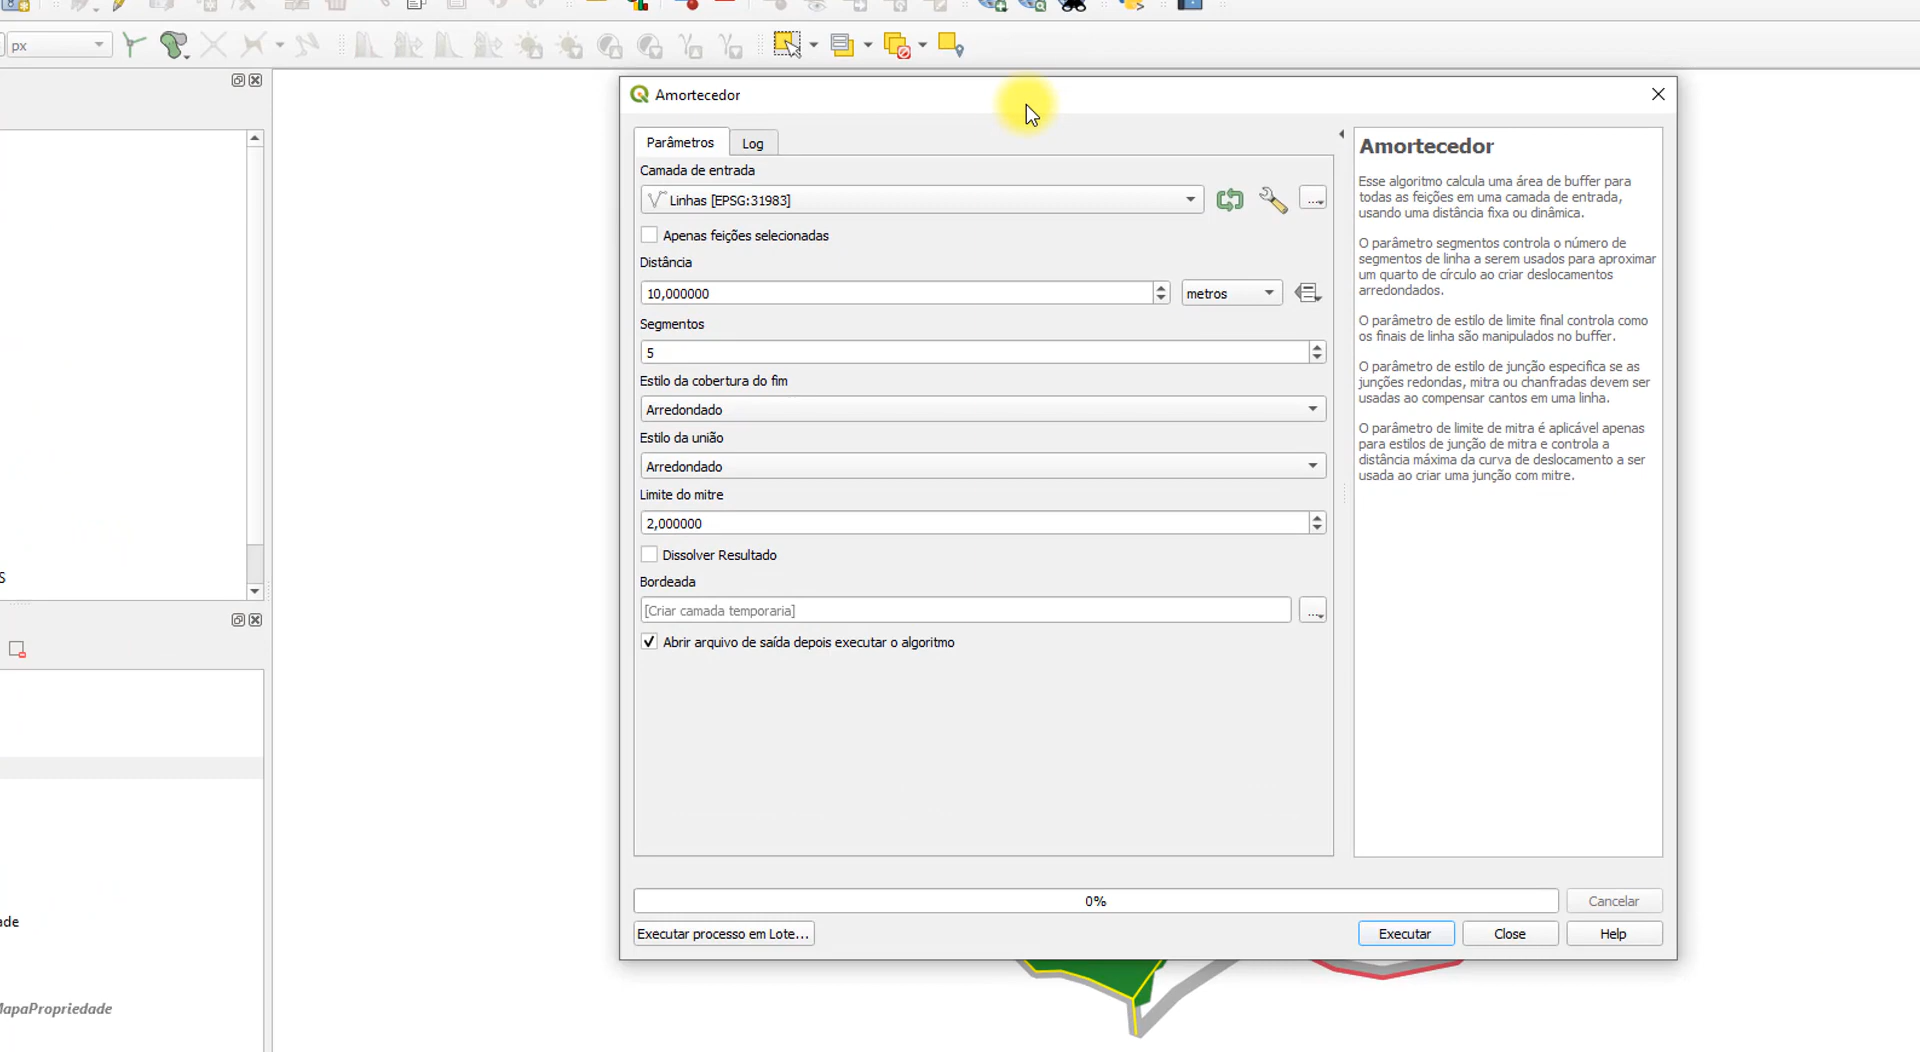 px
Amortecedor
Parâmetros
Log
Camada de entrada
Linhas [EPSG:31983]
...
Apenas feições selecionadas
Distância
10,000000
metros
Segmentos
5
Estilo da cobertura do fim
Arredondado
Estilo da união
Arredondado
Limite do mitre
2,000000
Dissolver Resultado
Bordeada
[Criar camada temporaria]
...
Abrir arquivo de saída depois executar o algoritmo
Amortecedor
Esse algoritmo calcula uma área de buffer para
todas as feições em uma camada de entrada,
usando uma distância fixa ou dinâmica.
O parâmetro segmentos controla o número de
segmentos de linha a serem usados para aproximar
um quarto de círculo ao criar deslocamentos
arredondados.
O parâmetro de estilo de limite final controla como
os finais de linha são manipulados no buffer.
O parâmetro de estilo de junção especifica se as
junções redondas, mitra ou chanfradas devem ser
usadas ao compensar cantos em uma linha.
O parâmetro de limite de mitra é aplicável apenas
para estilos de junção de mitra e controla a
distância máxima da curva de deslocamento a ser
usada ao criar uma junção com mitre.
0%
Cancelar
Executar processo em Lote...
Executar
Close
Help
S
ade
MapaPropriedade